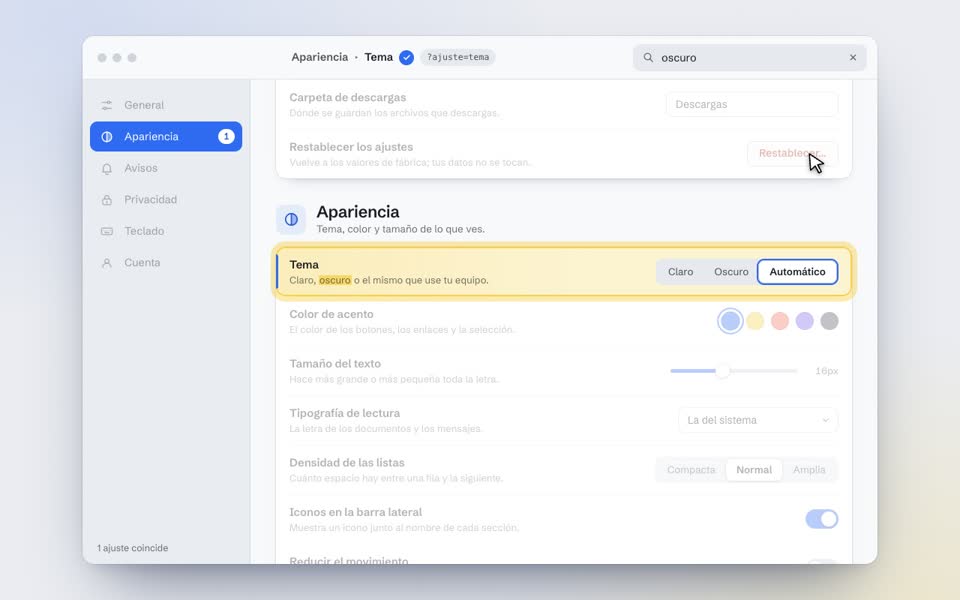 Apariencia · Tema ?ajuste=tema
oscuro
General
Apariencia 1
Avisos
Privacidad
Teclado
Cuenta
1 ajuste coincide
Carpeta de descargas
Dónde se guardan los archivos que descargas.
Descargas
Restablecer los ajustes
Vuelve a los valores de fábrica; tus datos no se tocan.
Restablecer…
Apariencia
Tema, color y tamaño de lo que ves.
Tema
Claro, oscuro o el mismo que use tu equipo.
Claro Oscuro Automático
Color de acento
El color de los botones, los enlaces y la selección.
Tamaño del texto
Hace más grande o más pequeña toda la letra.
16px
Tipografía de lectura
La letra de los documentos y los mensajes.
La del sistema
Densidad de las listas
Cuánto espacio hay entre una fila y la siguiente.
Compacta Normal Amplia
Iconos en la barra lateral
Muestra un icono junto al nombre de cada sección.
Reducir el movimiento